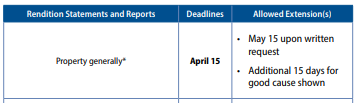 Rendition Statements and Reports Deadlines Allowed Extension(s)
Property generally* April 15
• May 15 upon written
request
• Additional 15 days for
good cause shown